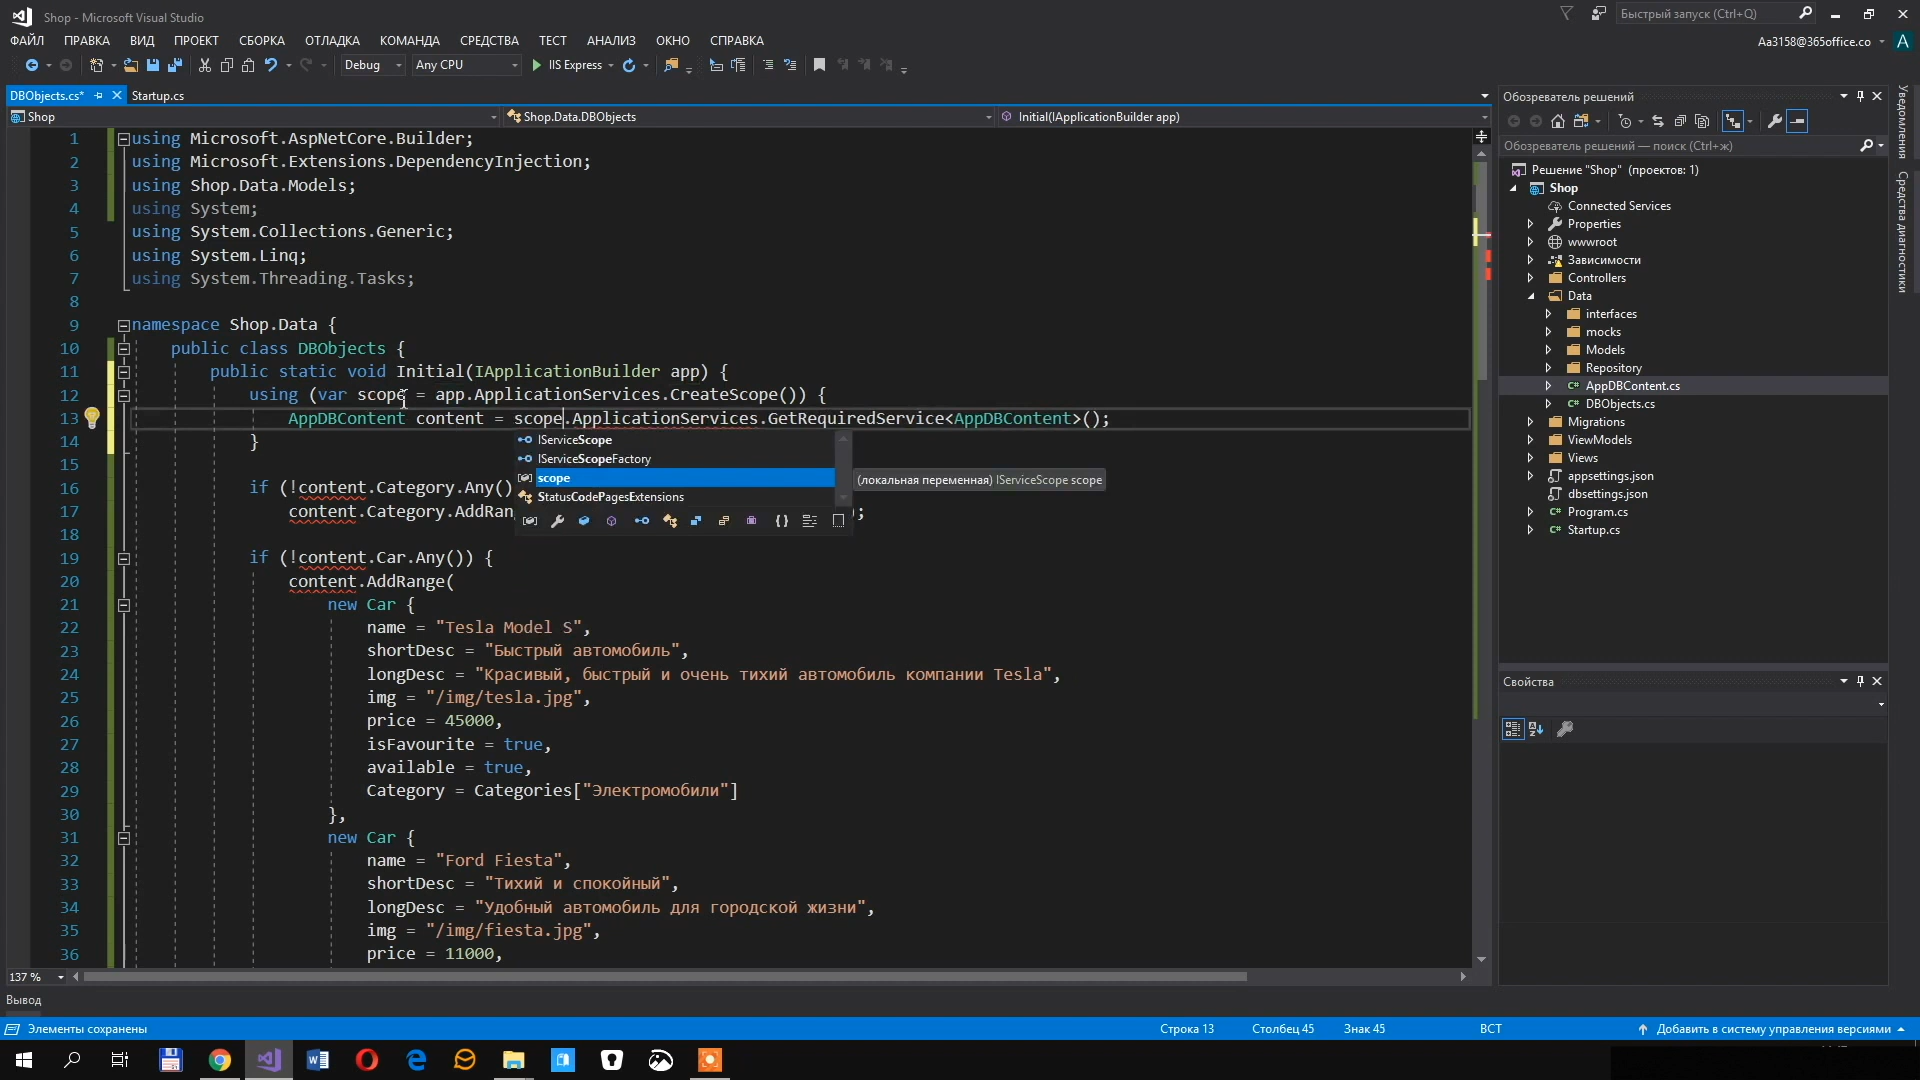 Shop - Microsoft Visual Studio
Быстрый запуск (Ctrl+Q)
ФАЙЛ ПРАВКА ВИД ПРОЕКТ СБОРКА ОТЛАДКА КОМАНДА СРЕДСТВА ТЕСТ АНАЛИЗ ОКНО СПРАВКА
Aa3158@365office.co A
Debug Any CPU IIS Express
DBObjects.cs* Startup.cs
Shop Shop.Data.DBObjects Initial(IApplicationBuilder app)
1 using Microsoft.AspNetCore.Builder;
2 using Microsoft.Extensions.DependencyInjection;
3 using Shop.Data.Models;
4 using System;
5 using System.Collections.Generic;
6 using System.Linq;
7 using System.Threading.Tasks;
8
9 namespace Shop.Data {
10 public class DBObjects {
11 public static void Initial(IApplicationBuilder app) {
12 using (var scope = app.ApplicationServices.CreateScope()) {
13 AppDBContent content = scope.ApplicationServices.GetRequiredService<AppDBContent>();
14 }
15
16 if (!content.Category.Any()
17 content.Category.AddRan ;
18
19 if (!content.Car.Any()) {
20 content.AddRange(
21 new Car {
22 name = "Tesla Model S",
23 shortDesc = "Быстрый автомобиль",
24 longDesc = "Красивый, быстрый и очень тихий автомобиль компании Tesla",
25 img = "/img/tesla.jpg",
26 price = 45000,
27 isFavourite = true,
28 available = true,
29 Category = Categories["Электромобили"]
30 },
31 new Car {
32 name = "Ford Fiesta",
33 shortDesc = "Тихий и спокойный",
34 longDesc = "Удобный автомобиль для городской жизни",
35 img = "/img/fiesta.jpg",
36 price = 11000,
IServiceScope
IServiceScopeFactory
scope
StatusCodePagesExtensions
(локальная переменная) IServiceScope scope
137 %
Вывод
Элементы сохранены Строка 13 Столбец 45 Знак 45 ВСТ Добавить в систему управления версиями
Обозреватель решений
Обозреватель решений — поиск (Ctrl+ж)
Решение "Shop" (проектов: 1)
Shop
Connected Services
Properties
wwwroot
Зависимости
Controllers
Data
interfaces
mocks
Models
Repository
AppDBContent.cs
DBObjects.cs
Migrations
ViewModels
Views
appsettings.json
dbsettings.json
Program.cs
Startup.cs
Свойства
Уведомления
Средства диагностики